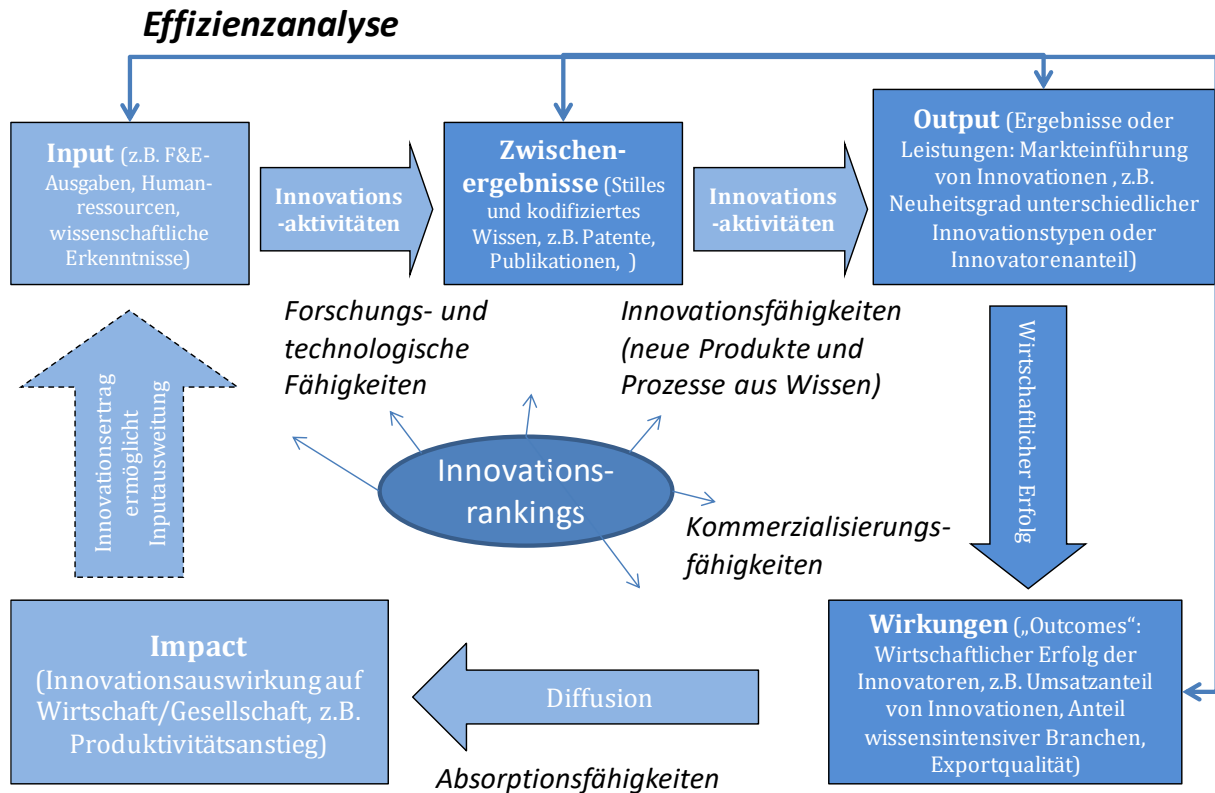 Effizienzanalyse
Input (z.B. F&E-
Ausgaben, Human-
ressourcen,
wissenschaftliche
Erkenntnisse)
Innovations
-aktivitäten
Zwischen-
ergebnisse (Stilles
und kodifiziertes
Wissen, z.B. Patente,
Publikationen, )
Innovations
-aktivitäten
Output (Ergebnisse oder
Leistungen: Markteinführung
von Innovationen , z.B.
Neuheitsgrad unterschiedlicher
Innovationstypen oder
Innovatorenanteil)
Forschungs- und
technologische
Fähigkeiten
Innovationsfähigkeiten
(neue Produkte und
Prozesse aus Wissen)
Innovationsertrag
ermöglicht
Inputausweitung
Innovations-
rankings
Wirtschaftlicher Erfolg
Kommerzialisierungs-
fähigkeiten
Impact
(Innovationsauswirkung auf
Wirtschaft/Gesellschaft, z.B.
Produktivitätsanstieg)
Diffusion
Absorptionsfähigkeiten
Wirkungen („Outcomes“:
Wirtschaftlicher Erfolg der
Innovatoren, z.B. Umsatzanteil
von Innovationen, Anteil
wissensintensiver Branchen,
Exportqualität)